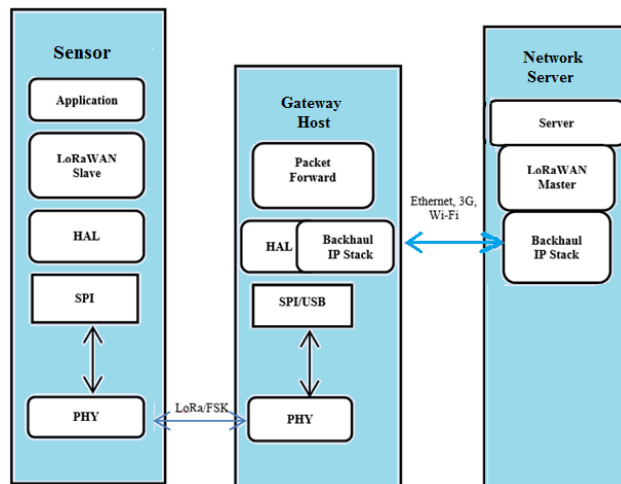 Sensor
Application
LoRaWAN
Slave
HAL
SPI
PHY
LoRa/FSK
Gateway
Host
Packet
Forward
HAL
Backhaul
IP Stack
SPI/USB
PHY
Ethernet, 3G,
Wi-Fi
Network
Server
Server
LoRaWAN
Master
Backhaul
IP Stack